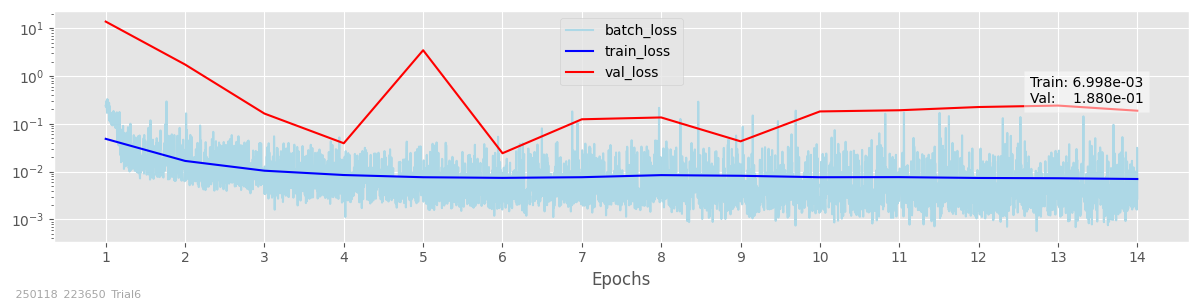 10¹
10⁰
10⁻¹
10⁻²
10⁻³
batch_loss
train_loss
val_loss
Train: 6.998e-03
Val: 1.880e-01
1 2 3 4 5 6 7 8 9 10 11 12 13 14
Epochs
250118_223650_Trial6